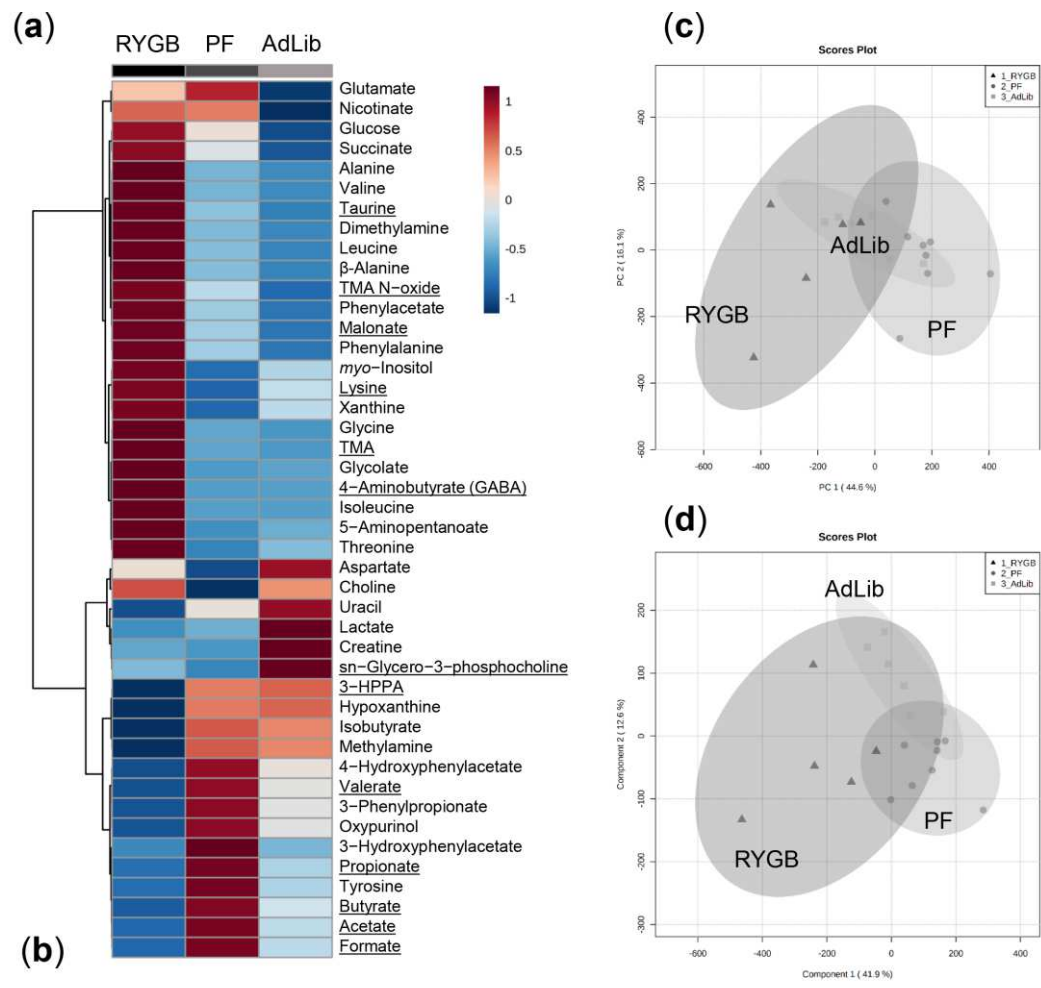 (a)
RYGB PF AdLib
1
0.5
0
-0.5
-1
Glutamate
Nicotinate
Glucose
Succinate
Alanine
Valine
Taurine
Dimethylamine
Leucine
β-Alanine
TMA N-oxide
Phenylacetate
Malonate
Phenylalanine
myo-Inositol
Lysine
Xanthine
Glycine
TMA
Glycolate
4-Aminobutyrate (GABA)
Isoleucine
5-Aminopentanoate
Threonine
Aspartate
Choline
Uracil
Lactate
Creatine
sn-Glycero-3-phosphocholine
3-HPPA
Hypoxanthine
Isobutyrate
Methylamine
4-Hydroxyphenylacetate
Valerate
3-Phenylpropionate
Oxypurinol
3-Hydroxyphenylacetate
Propionate
Tyrosine
Butyrate
Acetate
Formate
(b)
(c)
Scores Plot
1_RYGB
2_PF
3_AdLib
PC 2 ( 16.1 %)
400
200
0
-200
-400
-600
AdLib
RYGB
PF
-600 -400 -200 0 200 400
PC 1 ( 44.6 %)
(d)
Scores Plot
1_RYGB
2_PF
3_AdLib
AdLib
Component 2 ( 12.6 %)
200
100
0
-100
-200
-300
PF
RYGB
-600 -400 -200 0 200 400
Component 1 ( 41.9 %)